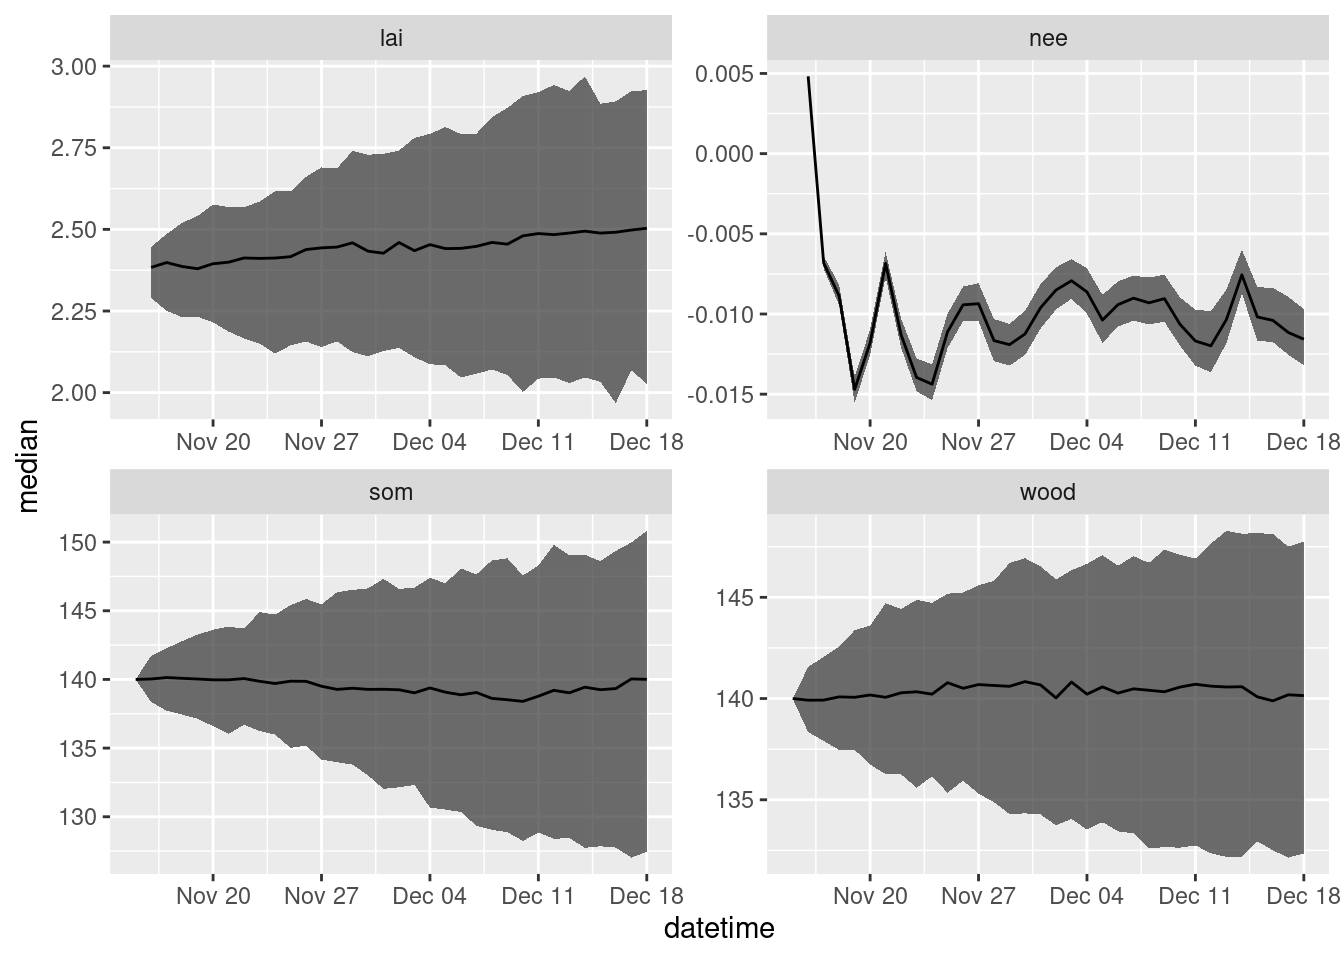 lai
nee
3.00
2.75
2.50
2.25
2.00
0.005
0.000
-0.005
-0.010
-0.015
Nov 20 Nov 27 Dec 04 Dec 11 Dec 18
Nov 20 Nov 27 Dec 04 Dec 11 Dec 18
median
som
wood
150
145
140
135
130
145
140
135
Nov 20 Nov 27 Dec 04 Dec 11 Dec 18
Nov 20 Nov 27 Dec 04 Dec 11 Dec 18
datetime